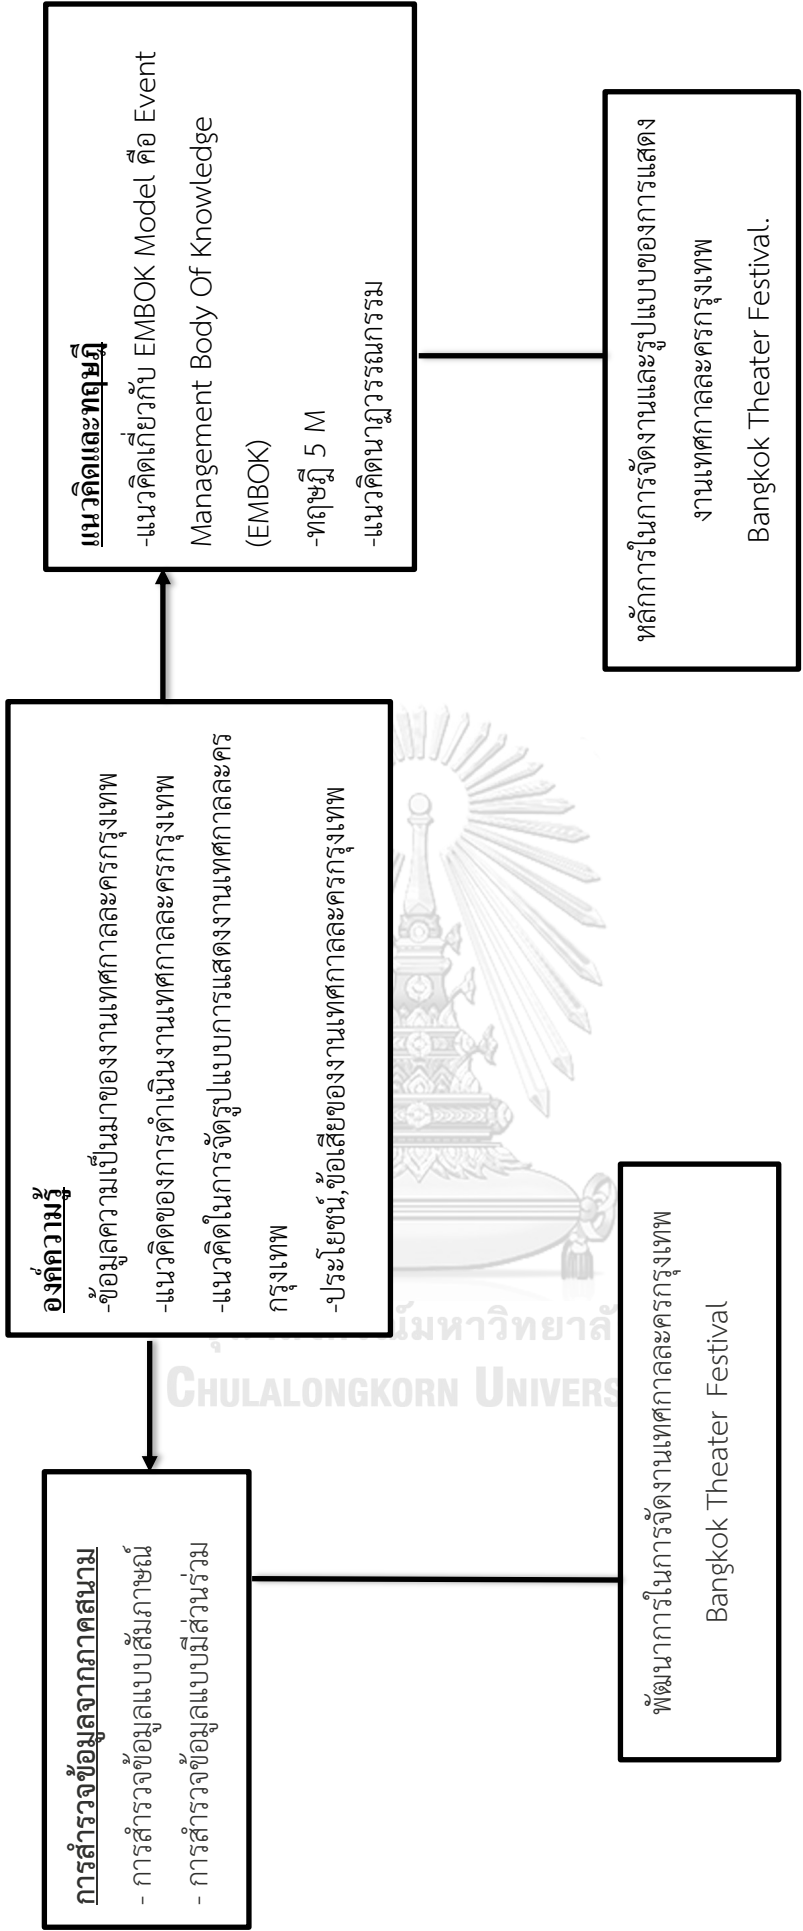 การสำรวจข้อมูลจากภาคสนาม
- การสำรวจข้อมูลแบบสัมภาษณ์
- การสำรวจข้อมูลแบบมีส่วนร่วม
องค์ความรู้
-ข้อมูลความเป็นมาของงานเทศกาลละครกรุงเทพ
-แนวคิดของการดำเนินงานเทศกาลละครกรุงเทพ
-แนวคิดในการจัดรูปแบบการแสดงงานเทศกาลละคร
กรุงเทพ
-ประโยชน์,ข้อเสียของงานเทศกาลละครกรุงเทพ
แนวคิดและทฤษฎี
-แนวคิดเกี่ยวกับ EMBOK Model คือ Event
Management Body Of Knowledge
(EMBOK)
-ทฤษฎี 5 M
-แนวคิดนาฏวรรณกรรม
พัฒนาการในการจัดงานเทศกาลละครกรุงเทพ
Bangkok Theater Festival
หลักการในการจัดงานและรูปแบบของการแสดง
งานเทศกาลละครกรุงเทพ
Bangkok Theater Festival.
CHULALONGKORN